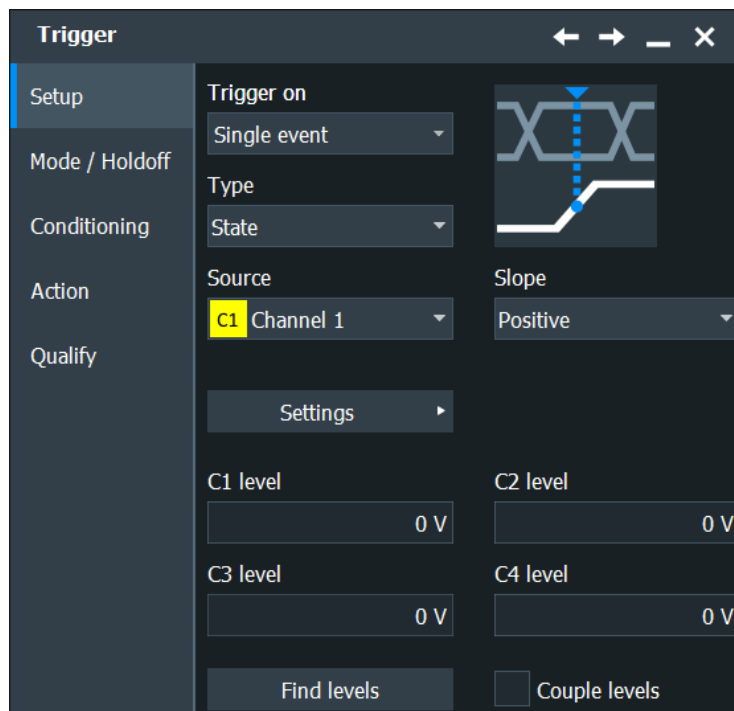 Trigger
Setup
Mode / Holdoff
Conditioning
Action
Qualify
Trigger on
Single event
Type
State
Source
Slope
C1 Channel 1
Positive
Settings
C1 level
C2 level
0 V
0 V
C3 level
C4 level
0 V
0 V
Find levels
Couple levels